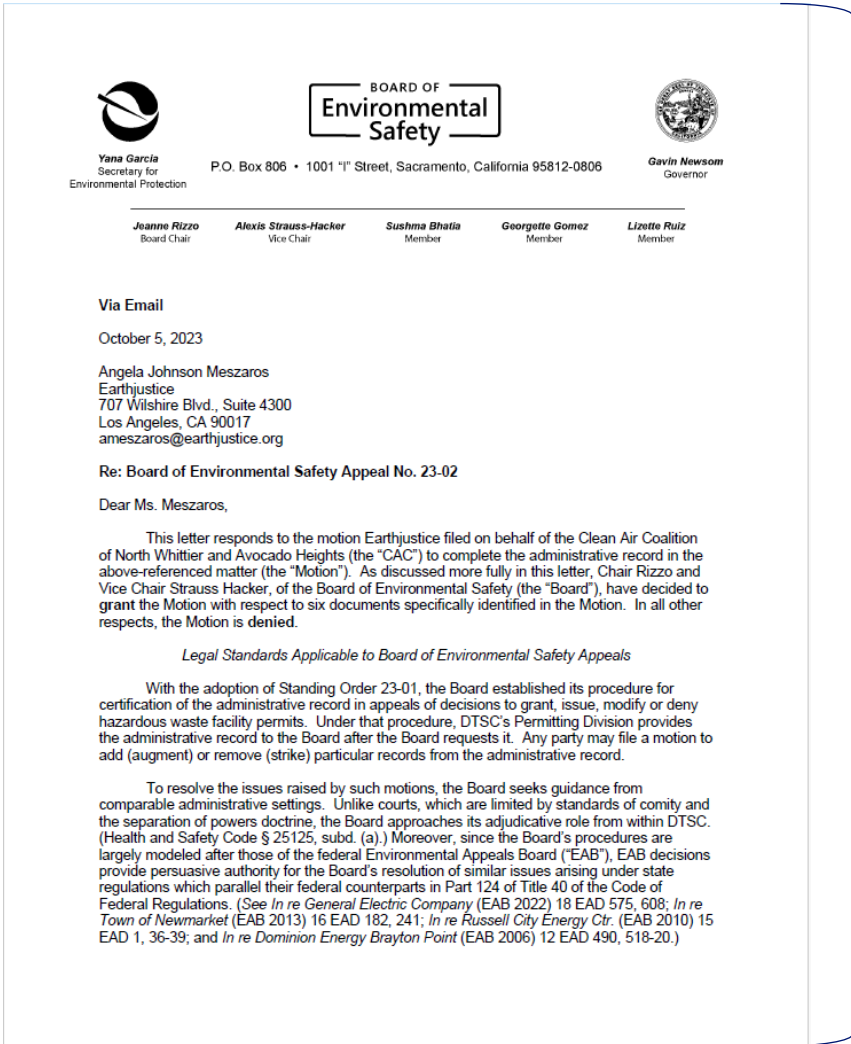 BOARD OF
Environmental
Safety
Yana Garcia
Secretary for
Environmental Protection
P.O. Box 806 • 1001 "I" Street, Sacramento, California 95812-0806
Gavin Newsom
Governor
Jeanne Rizzo
Board Chair
Alexis Strauss-Hacker
Vice Chair
Sushma Bhatia
Member
Georgette Gomez
Member
Lizette Ruiz
Member
Via Email
October 5, 2023
Angela Johnson Meszaros
Earthjustice
707 Wilshire Blvd., Suite 4300
Los Angeles, CA 90017
ameszaros@earthjustice.org
Re: Board of Environmental Safety Appeal No. 23-02
Dear Ms. Meszaros,
This letter responds to the motion Earthjustice filed on behalf of the Clean Air Coalition
of North Whittier and Avocado Heights (the “CAC”) to complete the administrative record in the
above-referenced matter (the “Motion”). As discussed more fully in this letter, Chair Rizzo and
Vice Chair Strauss Hacker, of the Board of Environmental Safety (the “Board”), have decided to
grant the Motion with respect to six documents specifically identified in the Motion. In all other
respects, the Motion is denied.
Legal Standards Applicable to Board of Environmental Safety Appeals
With the adoption of Standing Order 23-01, the Board established its procedure for
certification of the administrative record in appeals of decisions to grant, issue, modify or deny
hazardous waste facility permits. Under that procedure, DTSC’s Permitting Division provides
the administrative record to the Board after the Board requests it. Any party may file a motion to
add (augment) or remove (strike) particular records from the administrative record.
To resolve the issues raised by such motions, the Board seeks guidance from
comparable administrative settings. Unlike courts, which are limited by standards of comity and
the separation of powers doctrine, the Board approaches its adjudicative role from within DTSC.
(Health and Safety Code § 25125, subd. (a).) Moreover, since the Board’s procedures are
largely modeled after those of the federal Environmental Appeals Board (“EAB”), EAB decisions
provide persuasive authority for the Board’s resolution of similar issues arising under state
regulations which parallel their federal counterparts in Part 124 of Title 40 of the Code of
Federal Regulations. (See In re General Electric Company (EAB 2022) 18 EAD 575, 608; In re
Town of Newmarket (EAB 2013) 16 EAD 182, 241; In re Russell City Energy Ctr. (EAB 2010) 15
EAD 1, 36-39; and In re Dominion Energy Brayton Point (EAB 2006) 12 EAD 490, 518-20.)